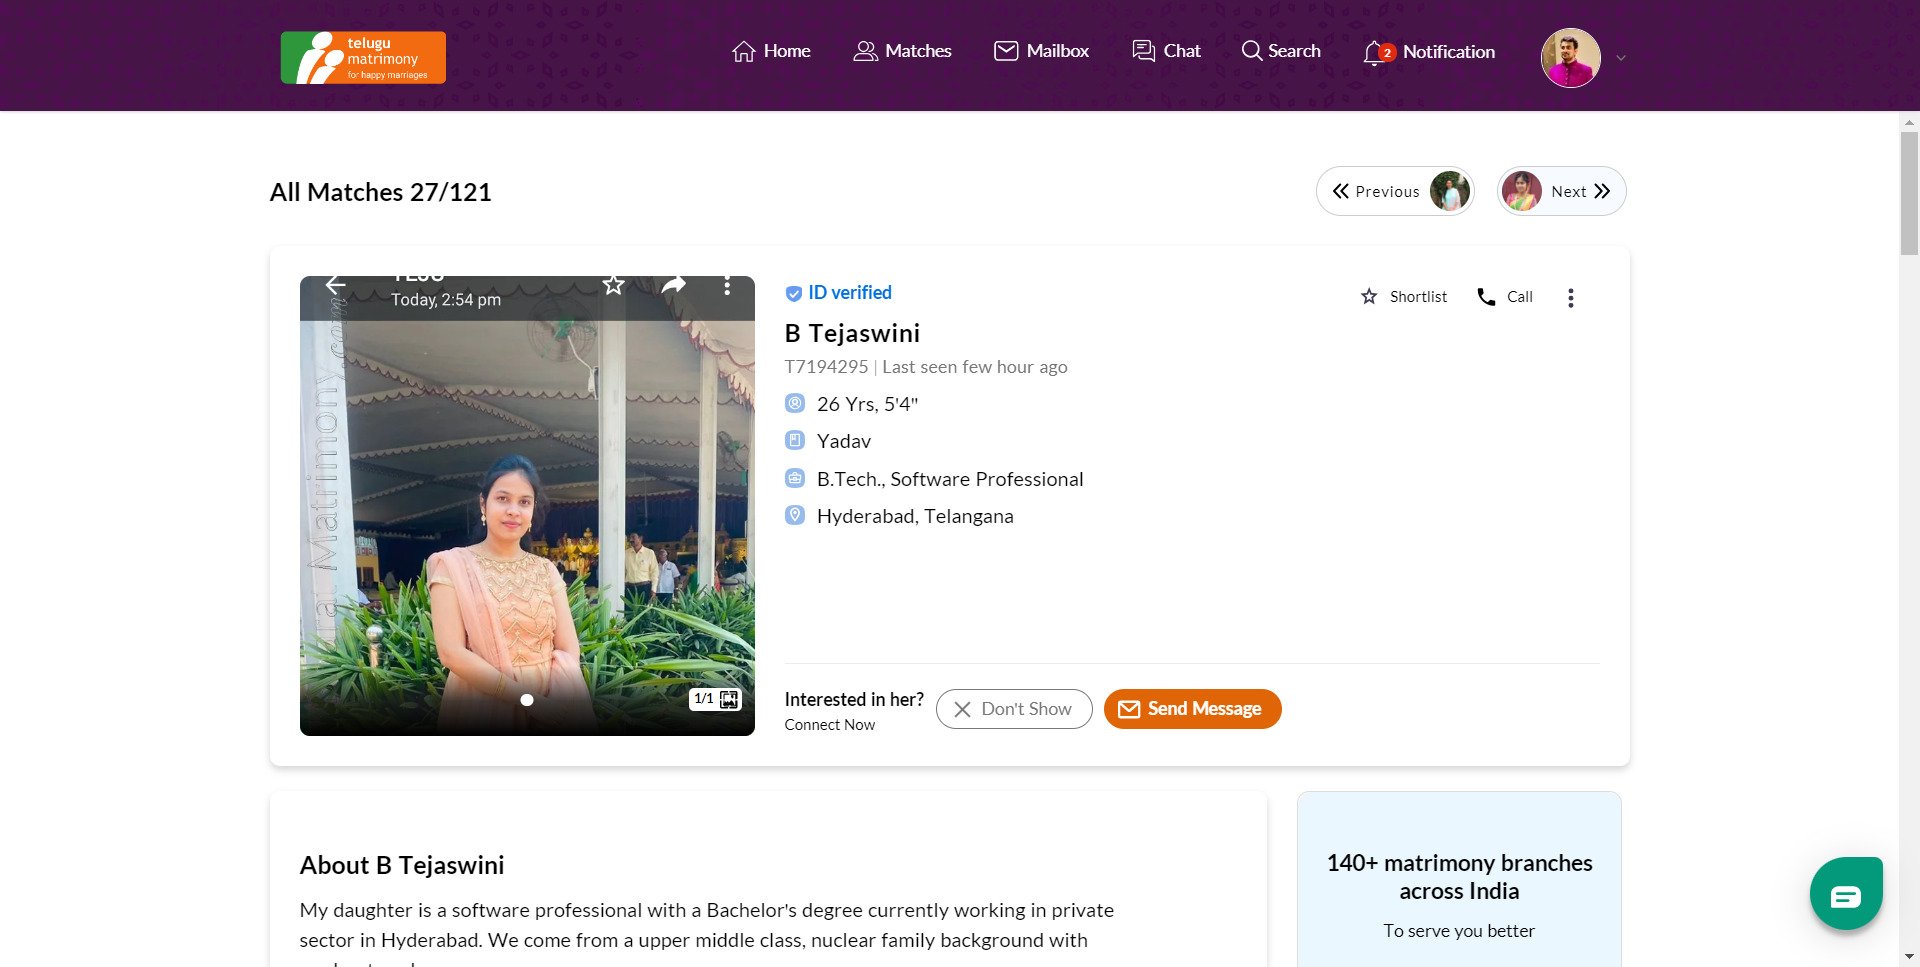 telugu
matrimony
for happy marriages
Home
Matches
Mailbox
Chat
Search
2
Notification
All Matches 27/121
Previous
Next
Today, 2:54 pm
ID verified
Shortlist
Call
B Tejaswini
T7194295 | Last seen few hour ago
26 Yrs, 5'4"
Yadav
B.Tech., Software Professional
Hyderabad, Telangana
Matrimony.com
1/1
Interested in her?
Connect Now
Don't Show
Send Message
About B Tejaswini
My daughter is a software professional with a Bachelor's degree currently working in private
sector in Hyderabad. We come from a upper middle class, nuclear family background with
140+ matrimony branches
across India
To serve you better